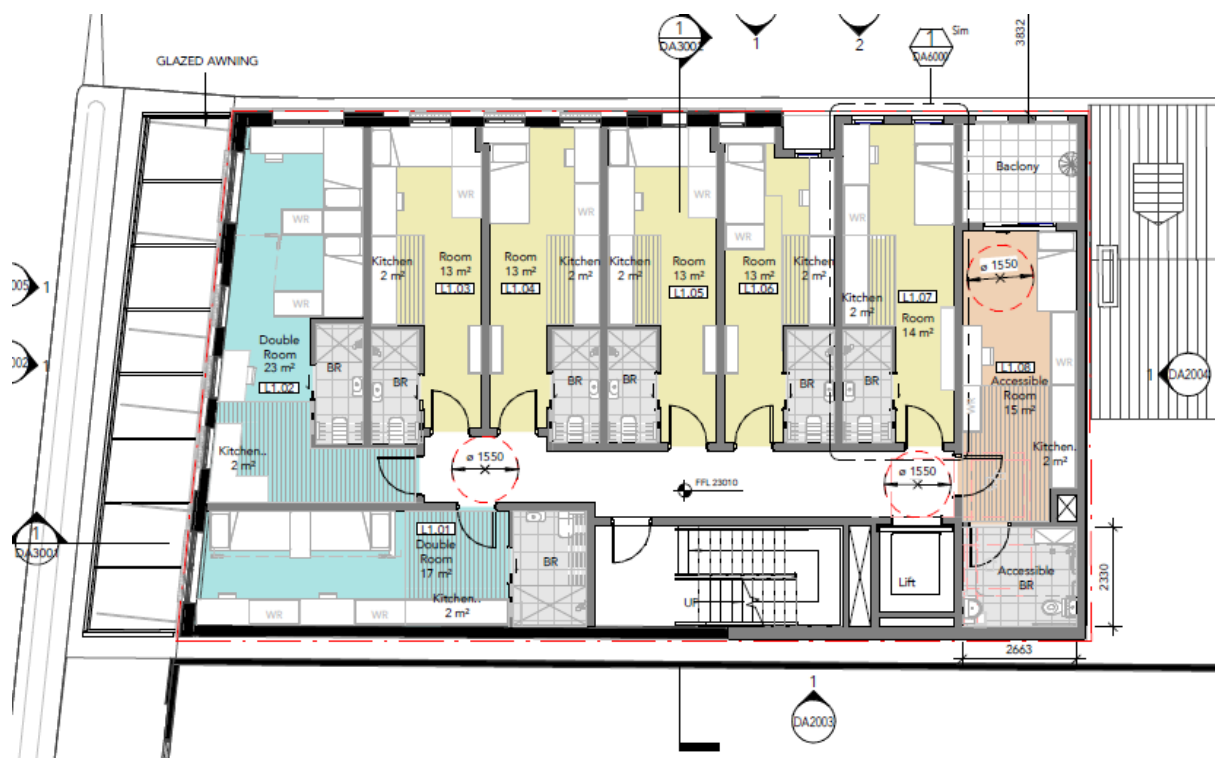 GLAZED AWNING
1
DA3002
1
2
1
DA6000
Sim
3832
Baclony
WR
WR
WR
WR
WR
WR
Kitchen
2 m²
Room
13 m²
L1.03
Room
13 m²
L1.04
Kitchen
2 m²
Kitchen
2 m²
Room
13 m²
L1.05
Room
13 m²
L1.06
Kitchen
2 m²
Kitchen
2 m²
L1.07
Room
14 m²
ø 1550
005
1
002
1
WR
Double
Room
23 m²
L1.02
BR
BR
BR
BR
BR
BR
WR
L1.08
Accessible
Room
15 m²
WR
1
DA2004
Kitchen..
2 m²
Kitchen..
2 m²
ø 1550
FFL 23010
ø 1550
1
DA3001
L1.01
Double
Room
17 m²
Kitchen..
2 m²
WR
WR
BR
UP
Lift
Accessible
BR
2330
2663
1
DA2003